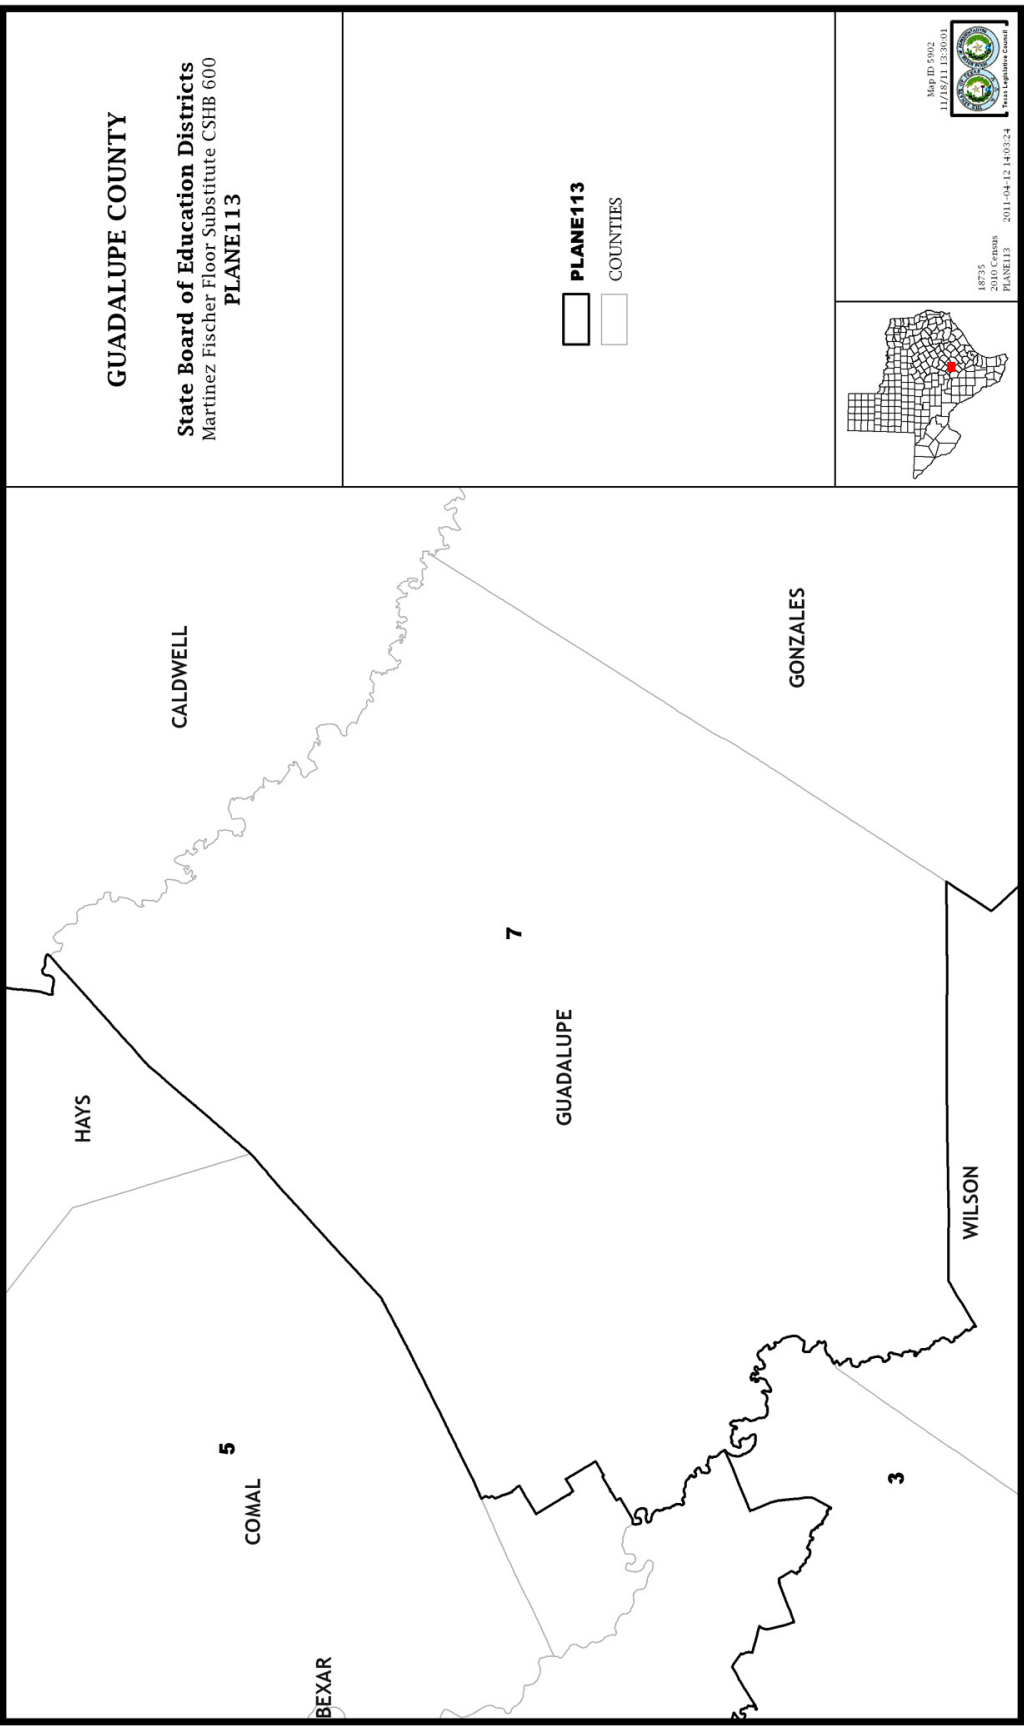 GUADALUPE COUNTY
State Board of Education Districts
Martinez Fischer Floor Substitute CSHB 600
PLANE113
PLANE113
COUNTIES
Map ID 5902
11/18/11 13:30:01
Texas Legislative Council
18735
2010 Census
PLANE113
2011-04-12 14:03:24
CALDWELL
GONZALES
HAYS
7
GUADALUPE
WILSON
5
COMAL
3
BEXAR